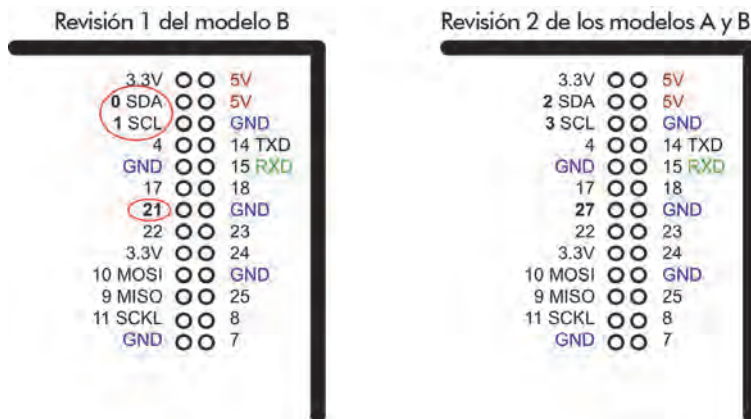 Revisión 1 del modelo B
3.3V 5V
0 SDA 5V
1 SCL GND
4 14 TXD
GND 15 RXD
17 18
21 GND
22 23
3.3V 24
10 MOSI GND
9 MISO 25
11 SCKL 8
GND 7
Revisión 2 de los modelos A y B
3.3V 5V
2 SDA 5V
3 SCL GND
4 14 TXD
GND 15 RXD
17 18
27 GND
22 23
3.3V 24
10 MOSI GND
9 MISO 25
11 SCKL 8
GND 7